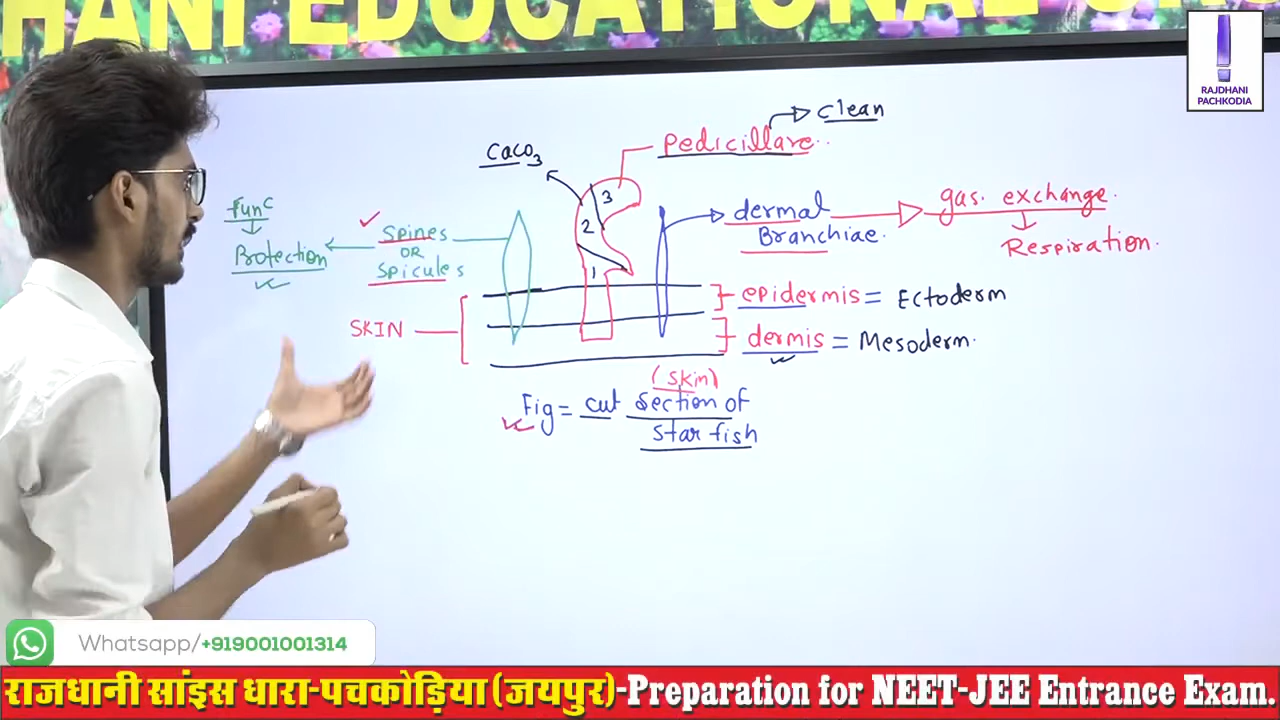 HANI EDUCATIONAL
RAJDHANI
PACHKODIA
clean
Pedicillare..
CaCO3
3
2
1
func
Protection
Spines
OR
Spicules
dermal
Branchiae.
gas. exchange.
Respiration.
SKIN
epidermis = Ectoderm
dermis = Mesoderm.
(skin)
Fig = cut section of
star fish
Whatsapp/+919001001314
राजधानी सांइस धारा-पचकोड़िया (जयपुर)-Preparation for NEET-JEE Entrance Exam.